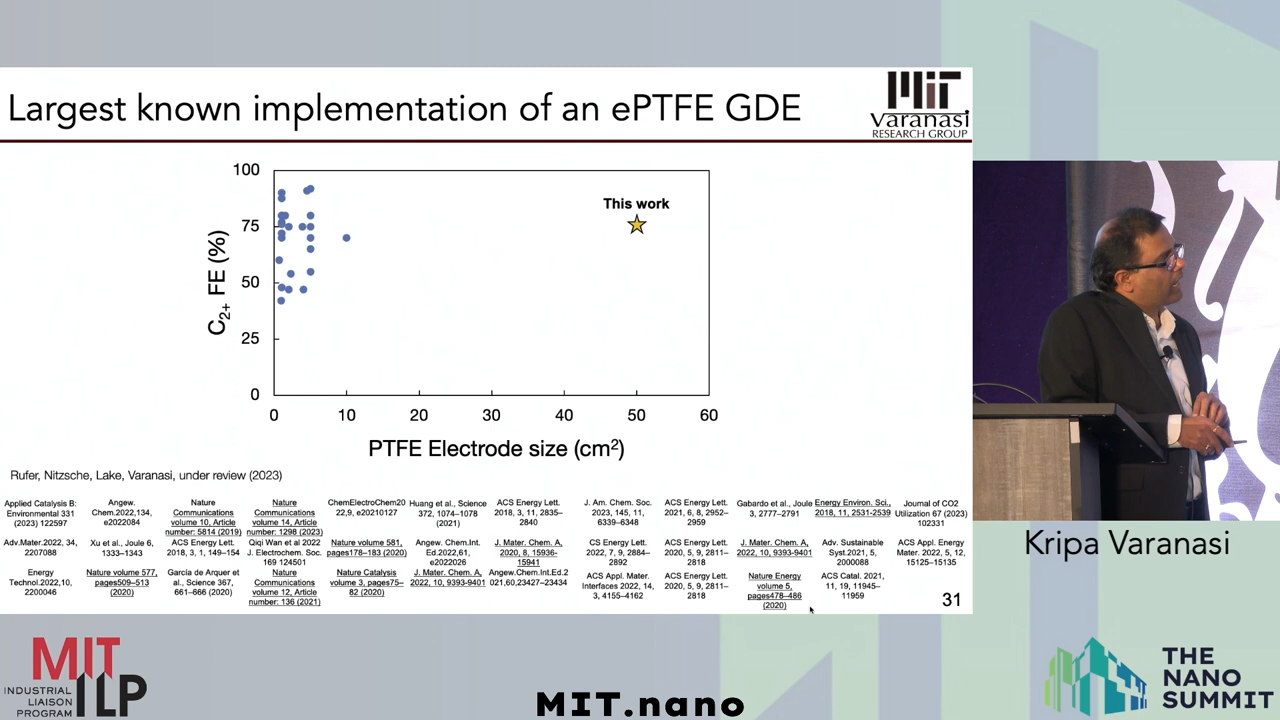 Largest known implementation of an ePTFE GDE
MIT
varanasi
RESEARCH GROUP
100
75
50
25
0
C2+ FE (%)
This work
0 10 20 30 40 50 60
PTFE Electrode size (cm²)
Rufer, Nitzsche, Lake, Varanasi, under review (2023)
Applied Catalysis B:
Environmental 331
(2023) 122597
Angew.
Chem.2022,134,
e2022084
Nature
Communications
volume 10, Article
number: 5814 (2019)
Nature
Communications
volume 14, Article
number: 1298 (2023)
ChemElectroChem20
22,9, e20210127
Huang et al., Science
372, 1074–1078
(2021)
ACS Energy Lett.
2018, 3, 11, 2835–
2840
J. Am. Chem. Soc.
2023, 145, 11,
6339–6348
ACS Energy Lett.
2021, 6, 8, 2952–
2959
Gabardo et al., Joule
3, 2777–2791
Energy Environ. Sci.,
2018, 11, 2531-2539
Journal of CO2
Utilization 67 (2023)
102331
Adv.Mater.2022, 34,
2207088
Xu et al., Joule 6,
1333–1343
ACS Energy Lett.
2018, 3, 1, 149–154
Qiqi Wan et al 2022
J. Electrochem. Soc.
169 124501
Nature volume 581,
pages178–183 (2020)
Angew. Chem.Int.
Ed.2022,61,
e2022026
J. Mater. Chem. A,
2020, 8, 15936-
15941
CS Energy Lett.
2022, 7, 9, 2884–
2892
ACS Energy Lett.
2020, 5, 9, 2811–
2818
J. Mater. Chem. A,
2022, 10, 9393-9401
Adv. Sustainable
Syst.2021, 5,
2000088
ACS Appl. Energy
Mater. 2022, 5, 12,
15125–15135
Energy
Technol.2022,10,
2200046
Nature volume 577,
pages509–513
(2020)
García de Arquer et
al., Science 367,
661–666 (2020)
Nature
Communications
volume 12, Article
number: 136 (2021)
Nature Catalysis
volume 3, pages75–
82 (2020)
J. Mater. Chem. A,
2022, 10, 9393-9401
Angew.Chem.Int.Ed.2
021,60,23427–23434
ACS Appl. Mater.
Interfaces 2022, 14,
3, 4155–4162
ACS Energy Lett.
2020, 5, 9, 2811–
2818
Nature Energy
volume 5,
pages478–486
(2020)
ACS Catal. 2021,
11, 19, 11945–
11959
31
Kripa Varanasi
MIT
ILP
INDUSTRIAL
LIAISON
PROGRAM
MIT.nano
THE
NANO
SUMMIT